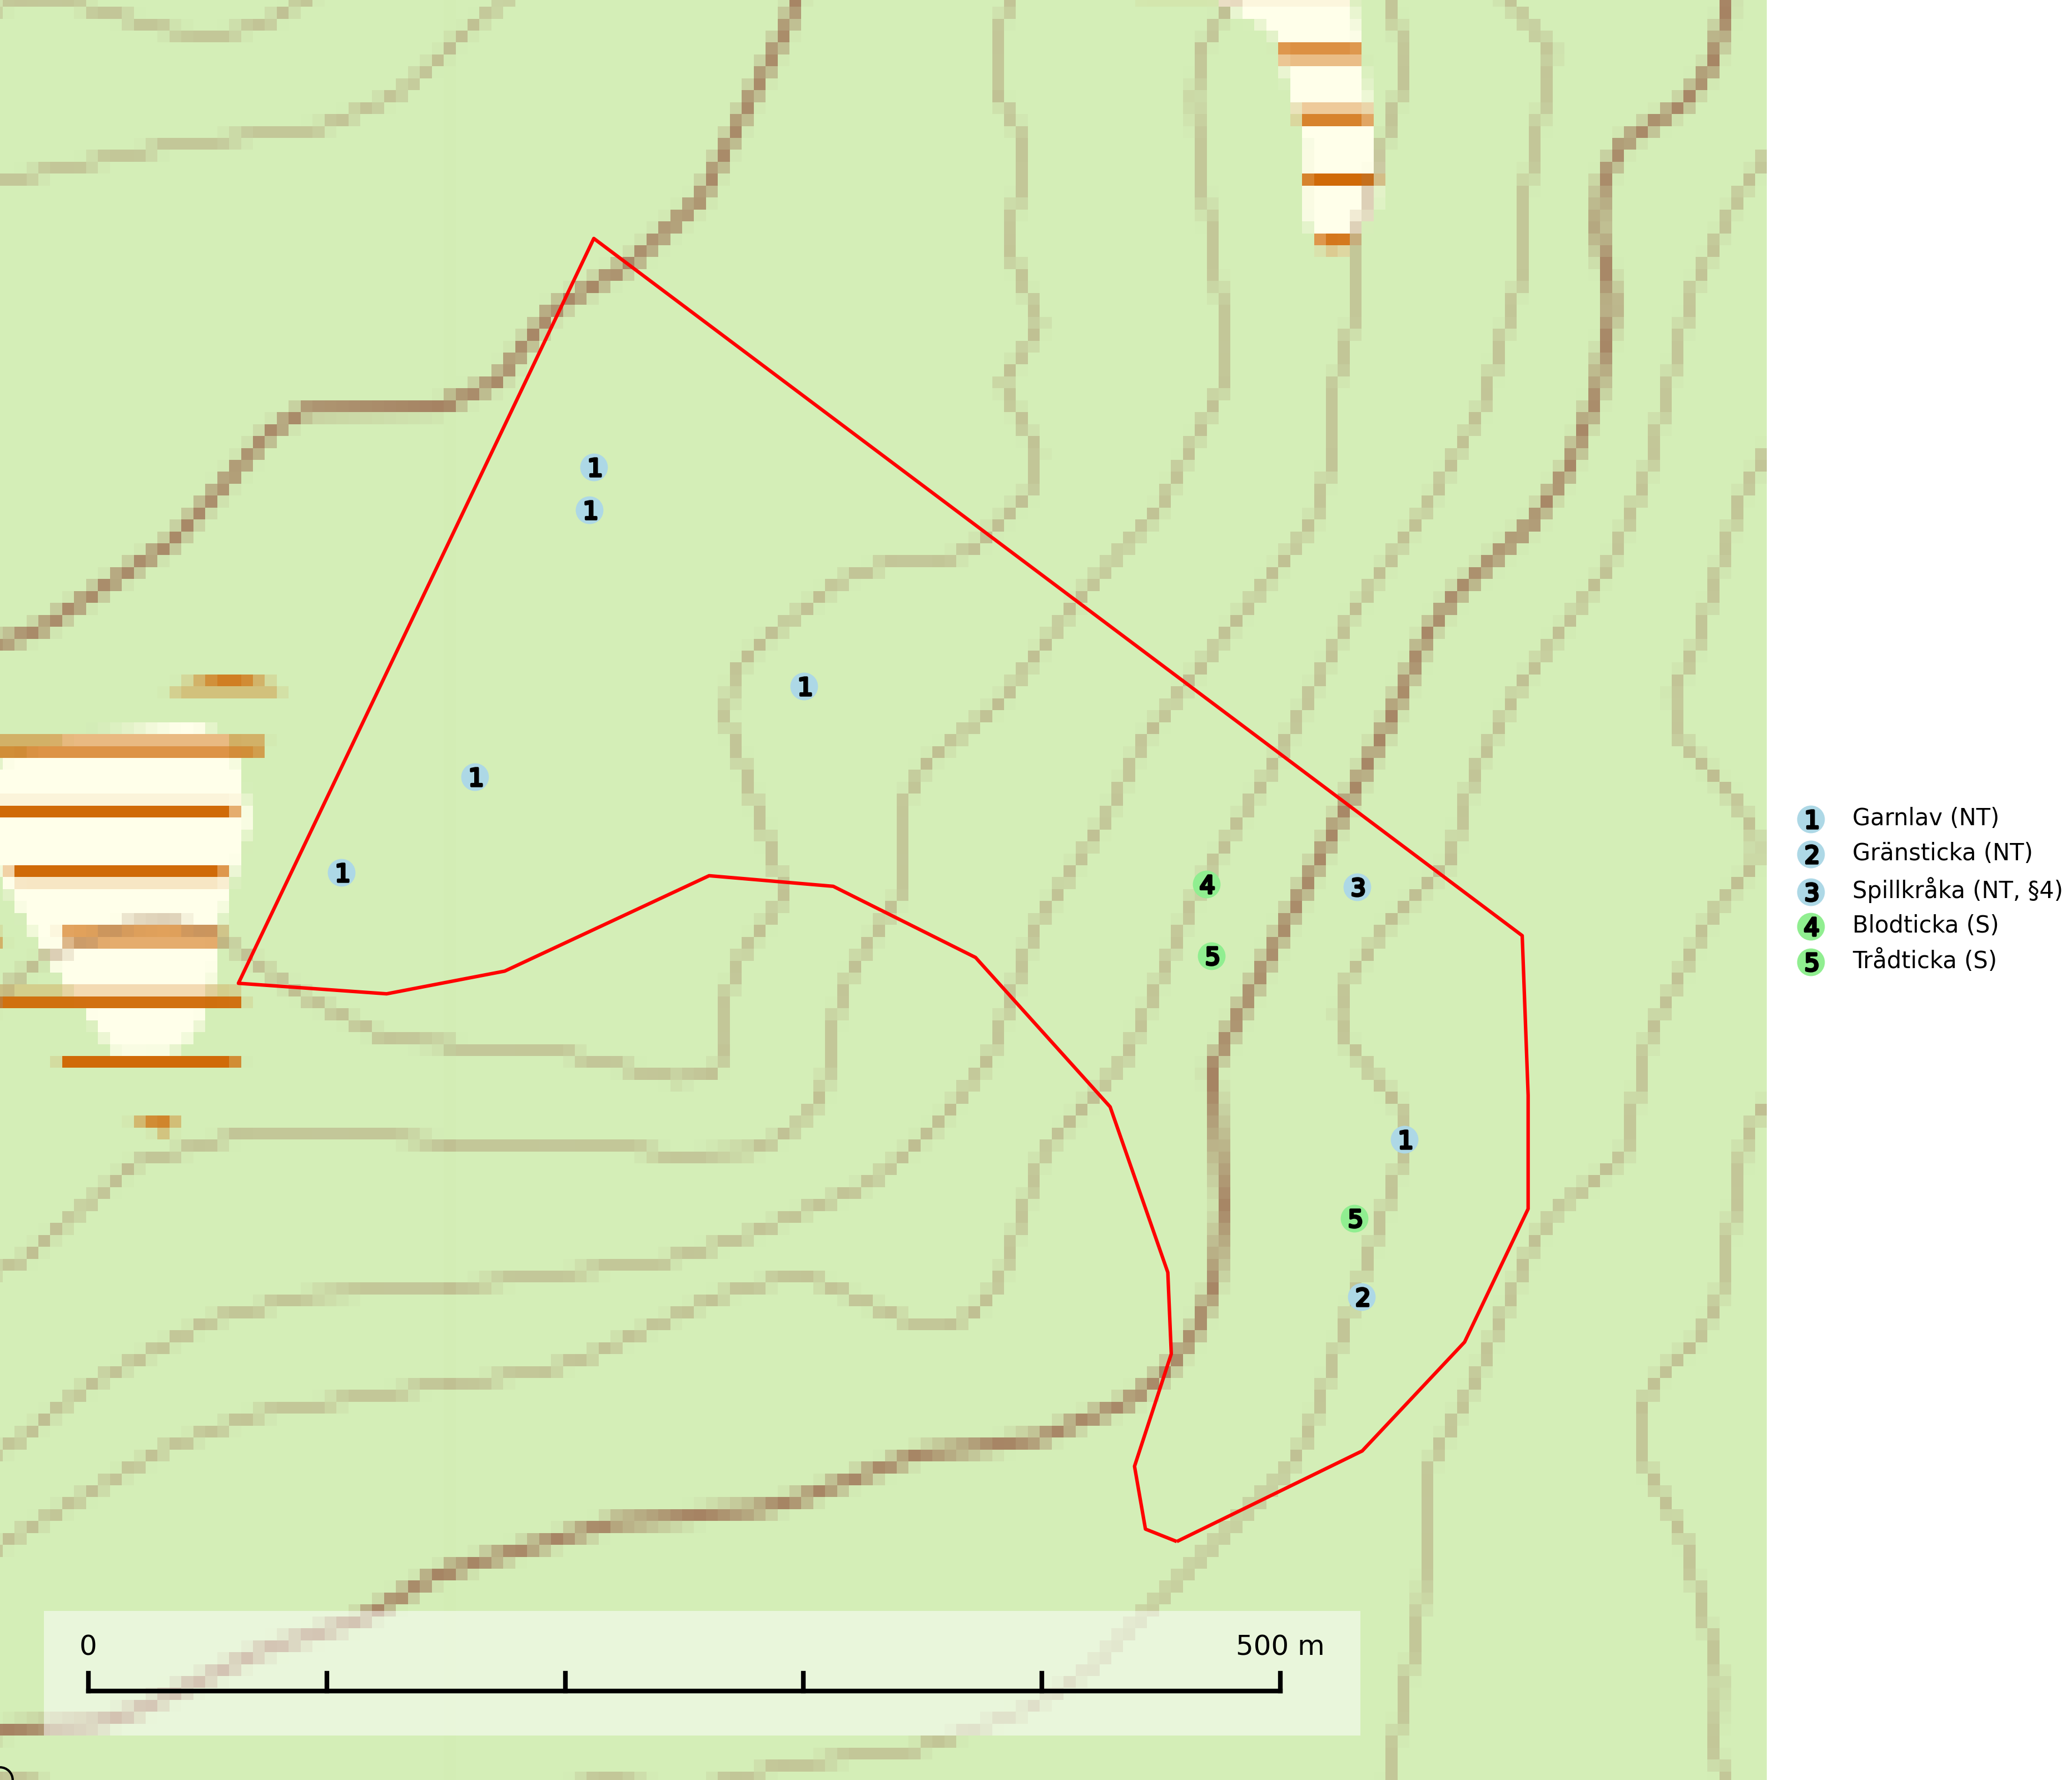 1
1
1
1
1
4
3
5
1
5
2
1 Garnlav (NT)
2 Gränsticka (NT)
3 Spillkråka (NT, §4)
4 Blodticka (S)
5 Trådticka (S)
0 500 m